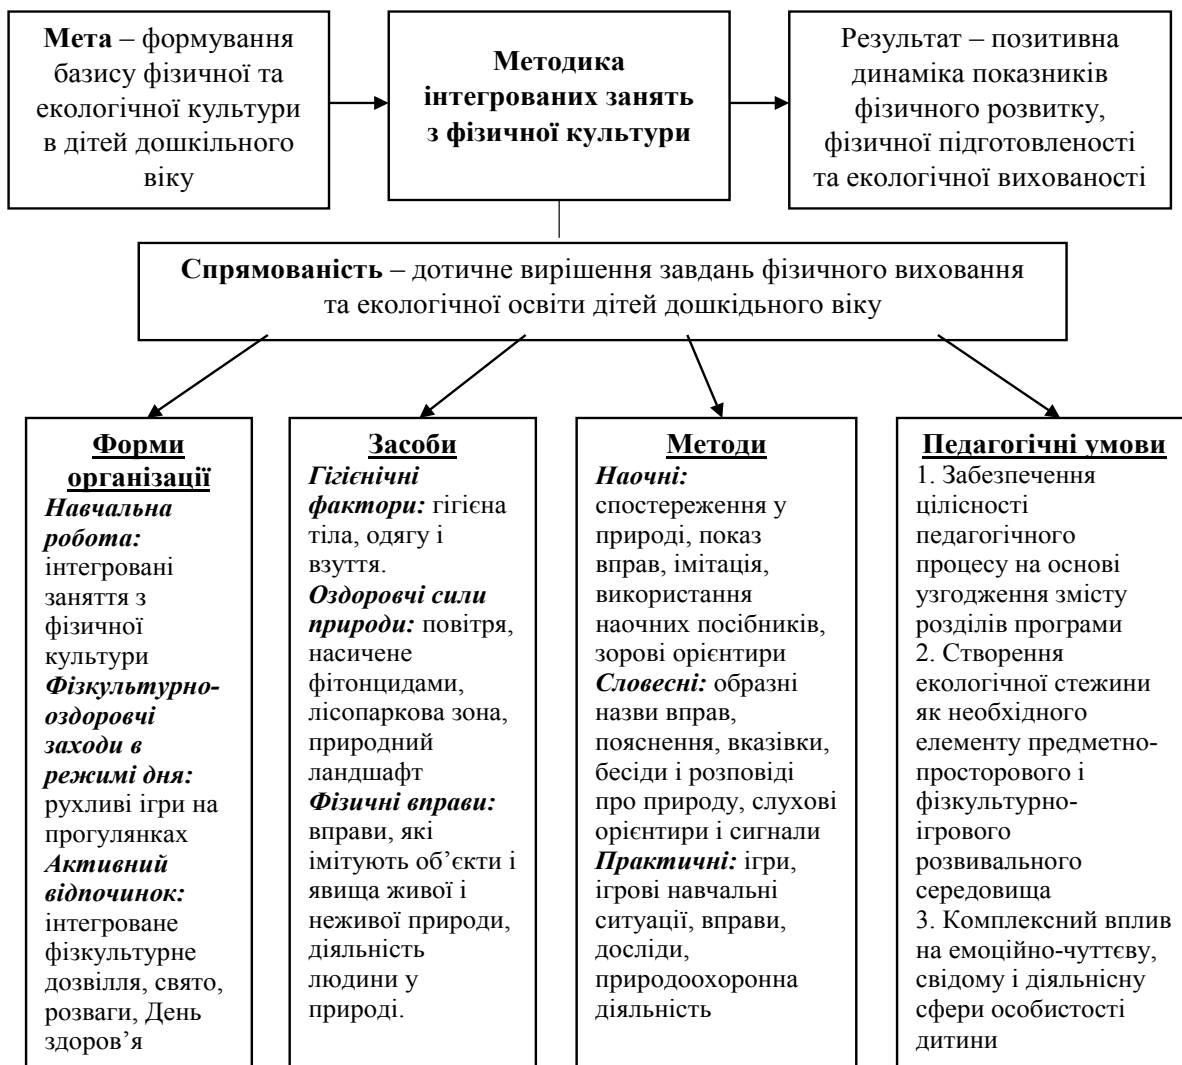 Мета – формування
базису фізичної та
екологічної культури
в дітей дошкільного
віку
Методика
інтегрованих занять
з фізичної культури
Результат – позитивна
динаміка показників
фізичного розвитку,
фізичної підготовленості
та екологічної вихованості
Спрямованість – дотичне вирішення завдань фізичного виховання
та екологічної освіти дітей дошкідьного віку
Форми
організації
Навчальна
робота:
інтегровані
заняття з
фізичної
культури
Фізкультурно-
оздоровчі
заходи в
режимі дня:
рухливі ігри на
прогулянках
Активний
відпочинок:
інтегроване
фізкультурне
дозвілля, свято,
розваги, День
здоров’я
Засоби
Гігієнічні
фактори: гігієна
тіла, одягу і
взуття.
Оздоровчі сили
природи: повітря,
насичене
фітонцидами,
лісопаркова зона,
природний
ландшафт
Фізичні вправи:
вправи, які
імітують об’єкти і
явища живої і
неживої природи,
діяльність
людини у
природі.
Методи
Наочні:
спостереження у
природі, показ
вправ, імітація,
використання
наочних посібників,
зорові орієнтири
Словесні: образні
назви вправ,
пояснення, вказівки,
бесіди і розповіді
про природу, слухові
орієнтири і сигнали
Практичні: ігри,
ігрові навчальні
ситуації, вправи,
досліди,
природоохоронна
діяльність
Педагогічні умови
1. Забезпечення
цілісності
педагогічного
процесу на основі
узгодження змісту
розділів програми
2. Створення
екологічної стежини
як необхідного
елементу предметно-
просторового і
фізкультурно-
ігрового
розвивального
середовища
3. Комплексний вплив
на емоційно-чуттєву,
свідому і діяльнісну
сфери особистості
дитини